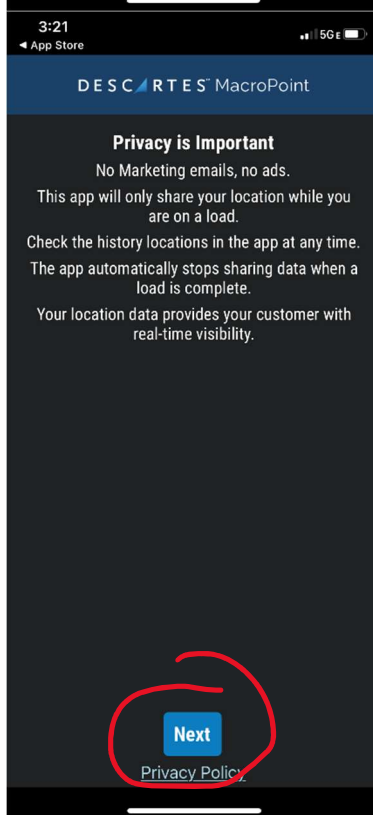 3:21
5G E
◀ App Store
DESCARTES™ MacroPoint
Privacy is Important
No Marketing emails, no ads.
This app will only share your location while you
are on a load.
Check the history locations in the app at any time.
The app automatically stops sharing data when a
load is complete.
Your location data provides your customer with
real-time visibility.
Next
Privacy Policy